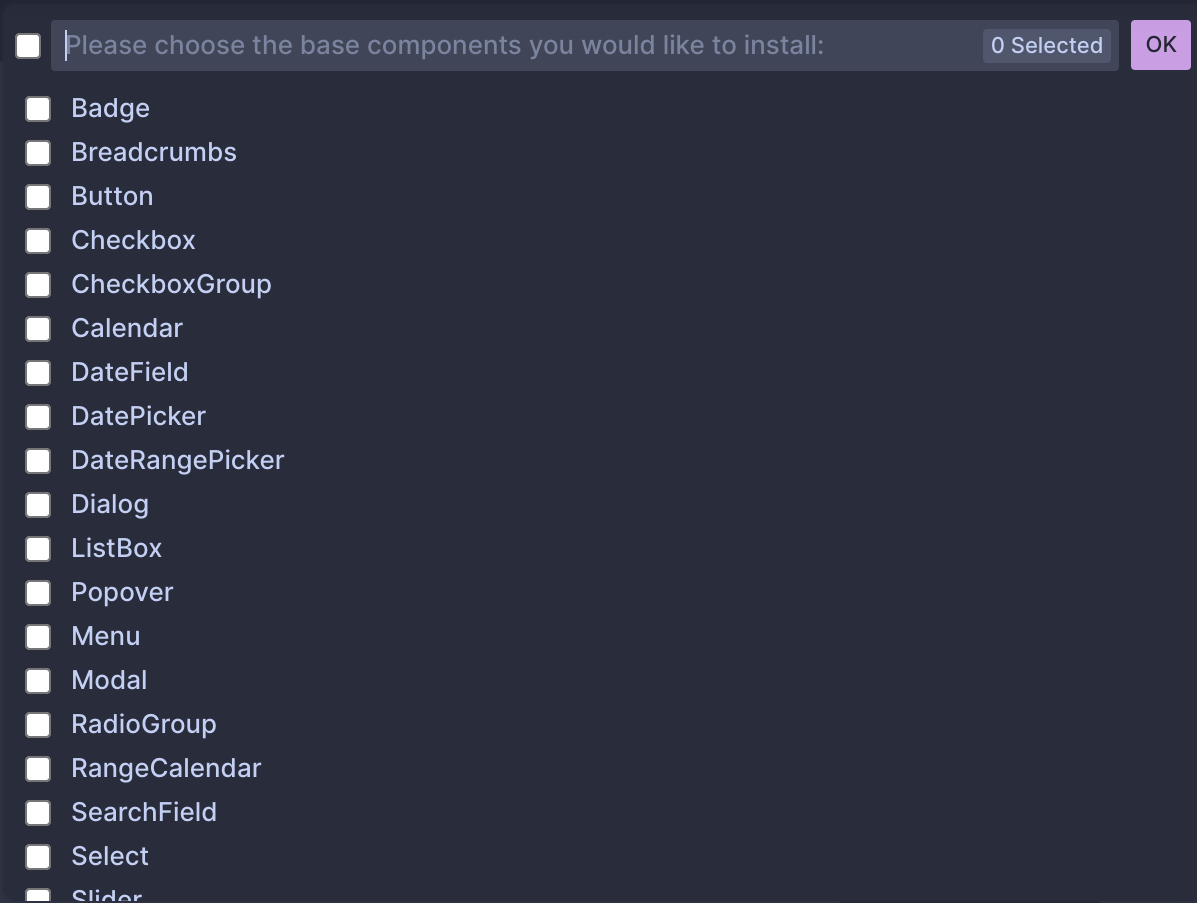 Please choose the base components you would like to install:
0 Selected
OK
Badge
Breadcrumbs
Button
Checkbox
CheckboxGroup
Calendar
DateField
DatePicker
DateRangePicker
Dialog
ListBox
Popover
Menu
Modal
RadioGroup
RangeCalendar
SearchField
Select
Slider